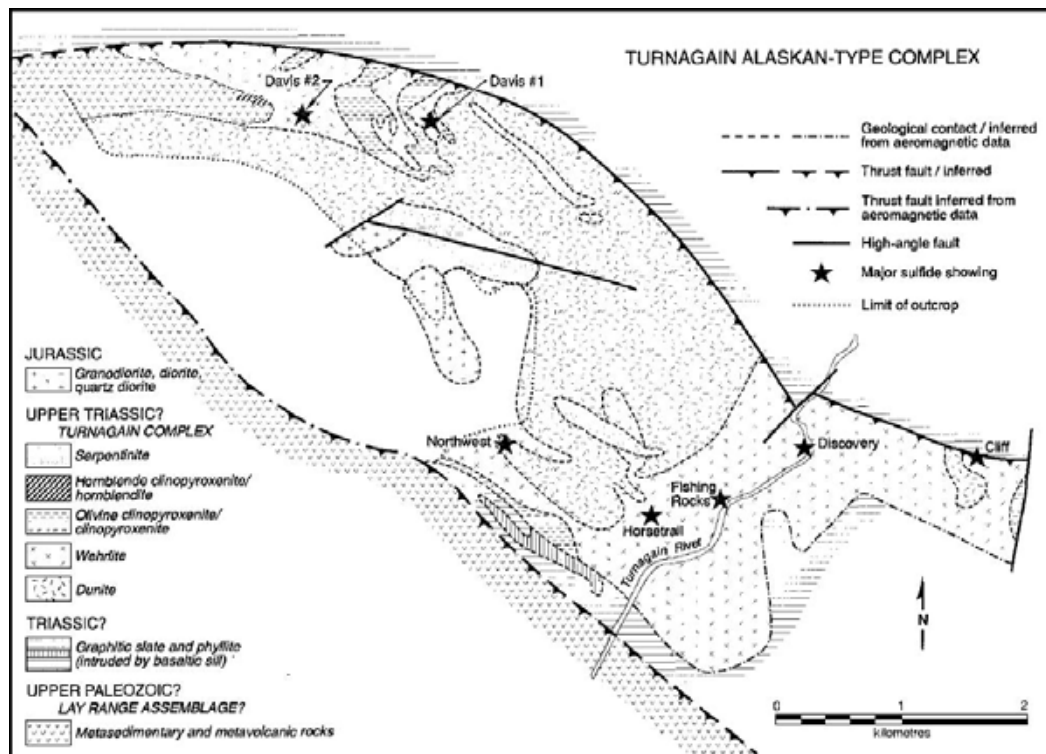 TURNAGAIN ALASKAN-TYPE COMPLEX
Davis #2
Davis #1
Geological contact / inferred
from aeromagnetic data
Thrust fault / inferred
Thrust fault inferred from
aeromagnetic data
High-angle fault
Major sulfide showing
Limit of outcrop
JURASSIC
Granodiorite, diorite,
quartz diorite
UPPER TRIASSIC?
TURNAGAIN COMPLEX
Serpentinite
Hornblende clinopyroxenite/
hornblendite
Olivine clinopyroxenite/
clinopyroxenite
Wehrlite
Dunite
TRIASSIC?
Graphitic slate and phyllite
(intruded by basaltic sill)
UPPER PALEOZOIC?
LAY RANGE ASSEMBLAGE?
Metasedimentary and metavolcanic rocks
Northwest
Discovery
Cliff
Fishing
Rocks
Horsetrail
Turnagain River
N
0 1 2
kilometres